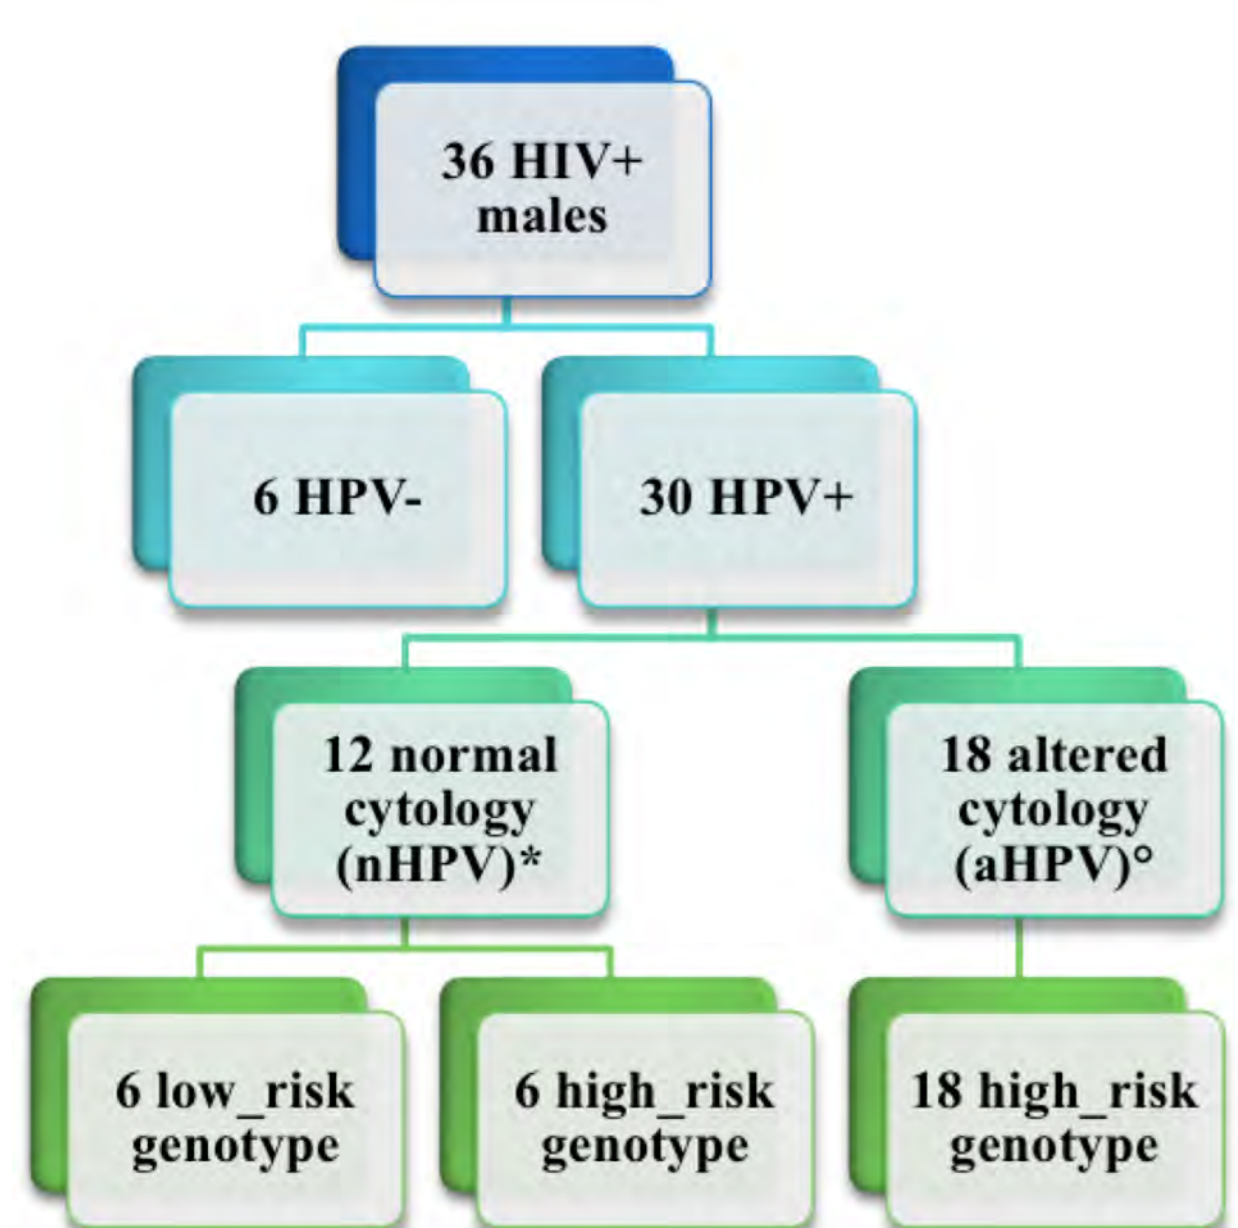 36 HIV+
males
6 HPV-
30 HPV+
12 normal
cytology
(nHPV)*
18 altered
cytology
(aHPV)°
6 low_risk
genotype
6 high_risk
genotype
18 high_risk
genotype